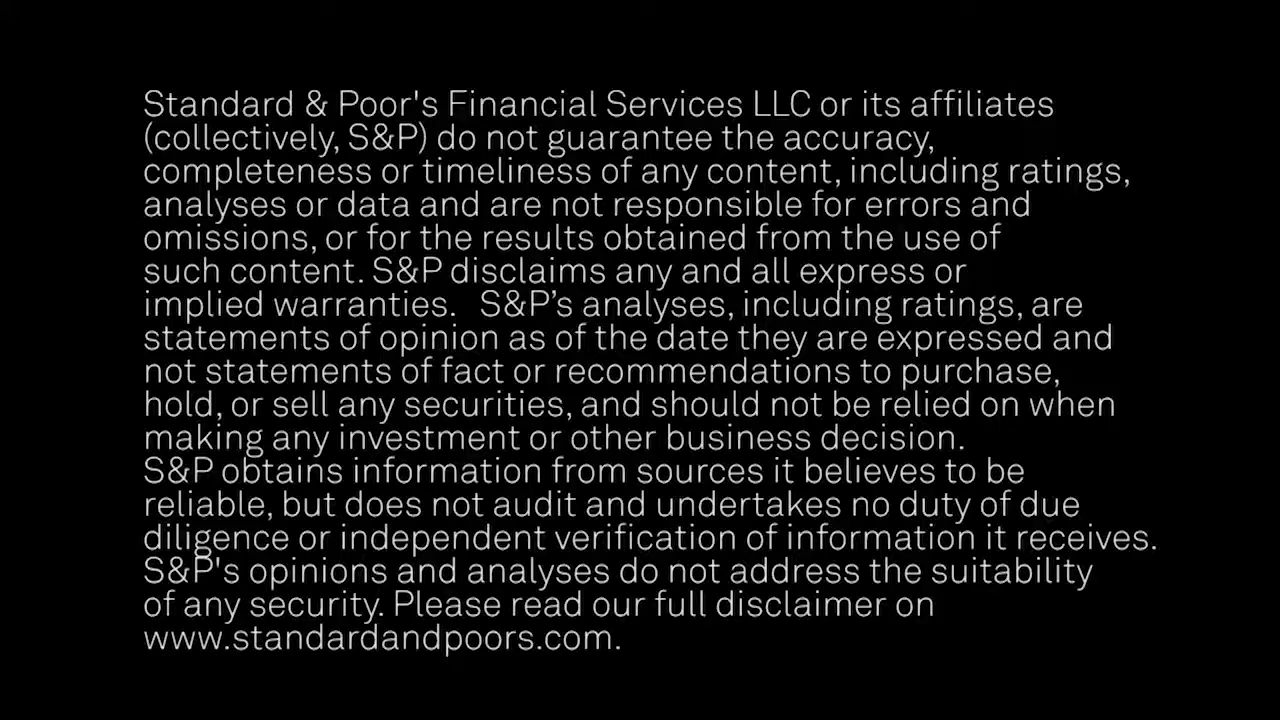 Standard & Poor's Financial Services LLC or its affiliates
(collectively, S&P) do not guarantee the accuracy,
completeness or timeliness of any content, including ratings,
analyses or data and are not responsible for errors and
omissions, or for the results obtained from the use of
such content. S&P disclaims any and all express or
implied warranties.   S&P’s analyses, including ratings, are
statements of opinion as of the date they are expressed and
not statements of fact or recommendations to purchase,
hold, or sell any securities, and should not be relied on when
making any investment or other business decision.
S&P obtains information from sources it believes to be
reliable, but does not audit and undertakes no duty of due
diligence or independent verification of information it receives.
S&P's opinions and analyses do not address the suitability
of any security. Please read our full disclaimer on
www.standardandpoors.com.